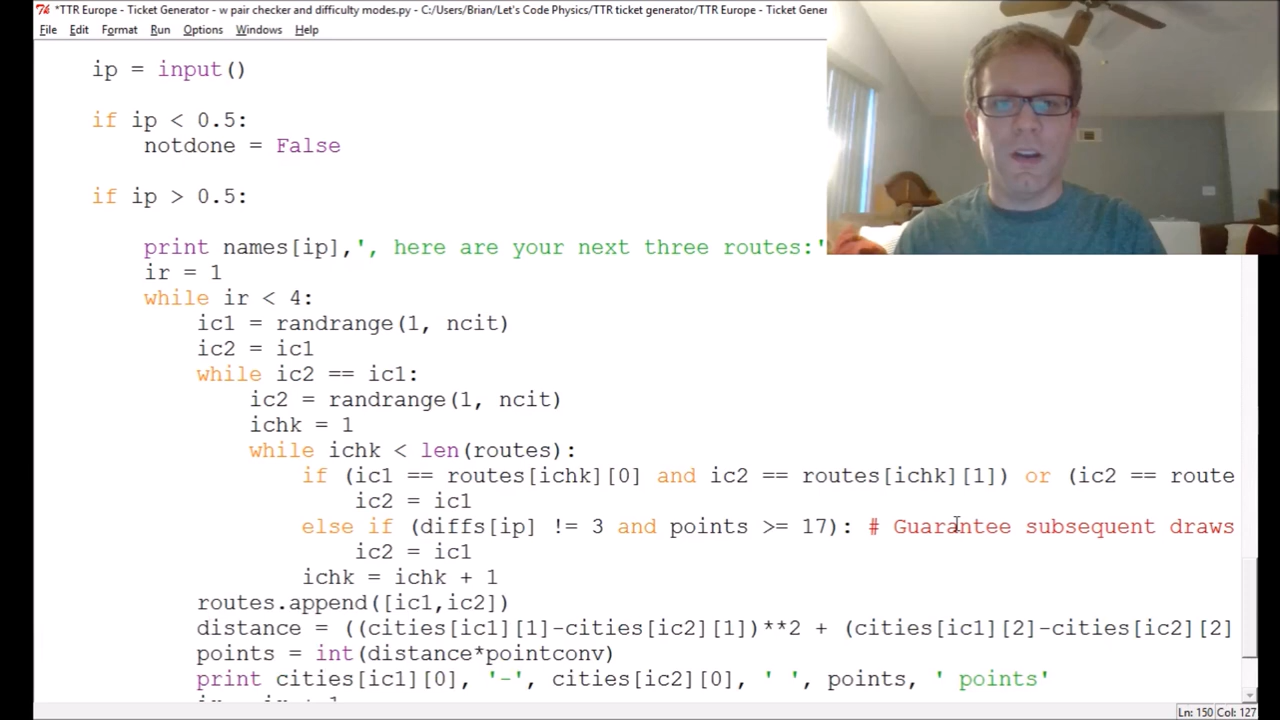 *TTR Europe - Ticket Generator - w pair checker and difficulty modes.py - C:/Users/Brian/Let's Code Physics/TTR ticket generator/TTR Europe - Ticket Gener
File Edit Format Run Options Windows Help
ip = input()
if ip < 0.5:
notdone = False
if ip > 0.5:
print names[ip],', here are your next three routes:'
ir = 1
while ir < 4:
ic1 = randrange(1, ncit)
ic2 = ic1
while ic2 == ic1:
ic2 = randrange(1, ncit)
ichk = 1
while ichk < len(routes):
if (ic1 == routes[ichk][0] and ic2 == routes[ichk][1]) or (ic2 == route
ic2 = ic1
else if (diffs[ip] != 3 and points >= 17): # Guarantee subsequent draws
ic2 = ic1
ichk = ichk + 1
routes.append([ic1,ic2])
distance = ((cities[ic1][1]-cities[ic2][1])**2 + (cities[ic1][2]-cities[ic2][2]
points = int(distance*pointconv)
print cities[ic1][0], '-', cities[ic2][0], ' ', points, ' points'
Ln: 150 Col: 127